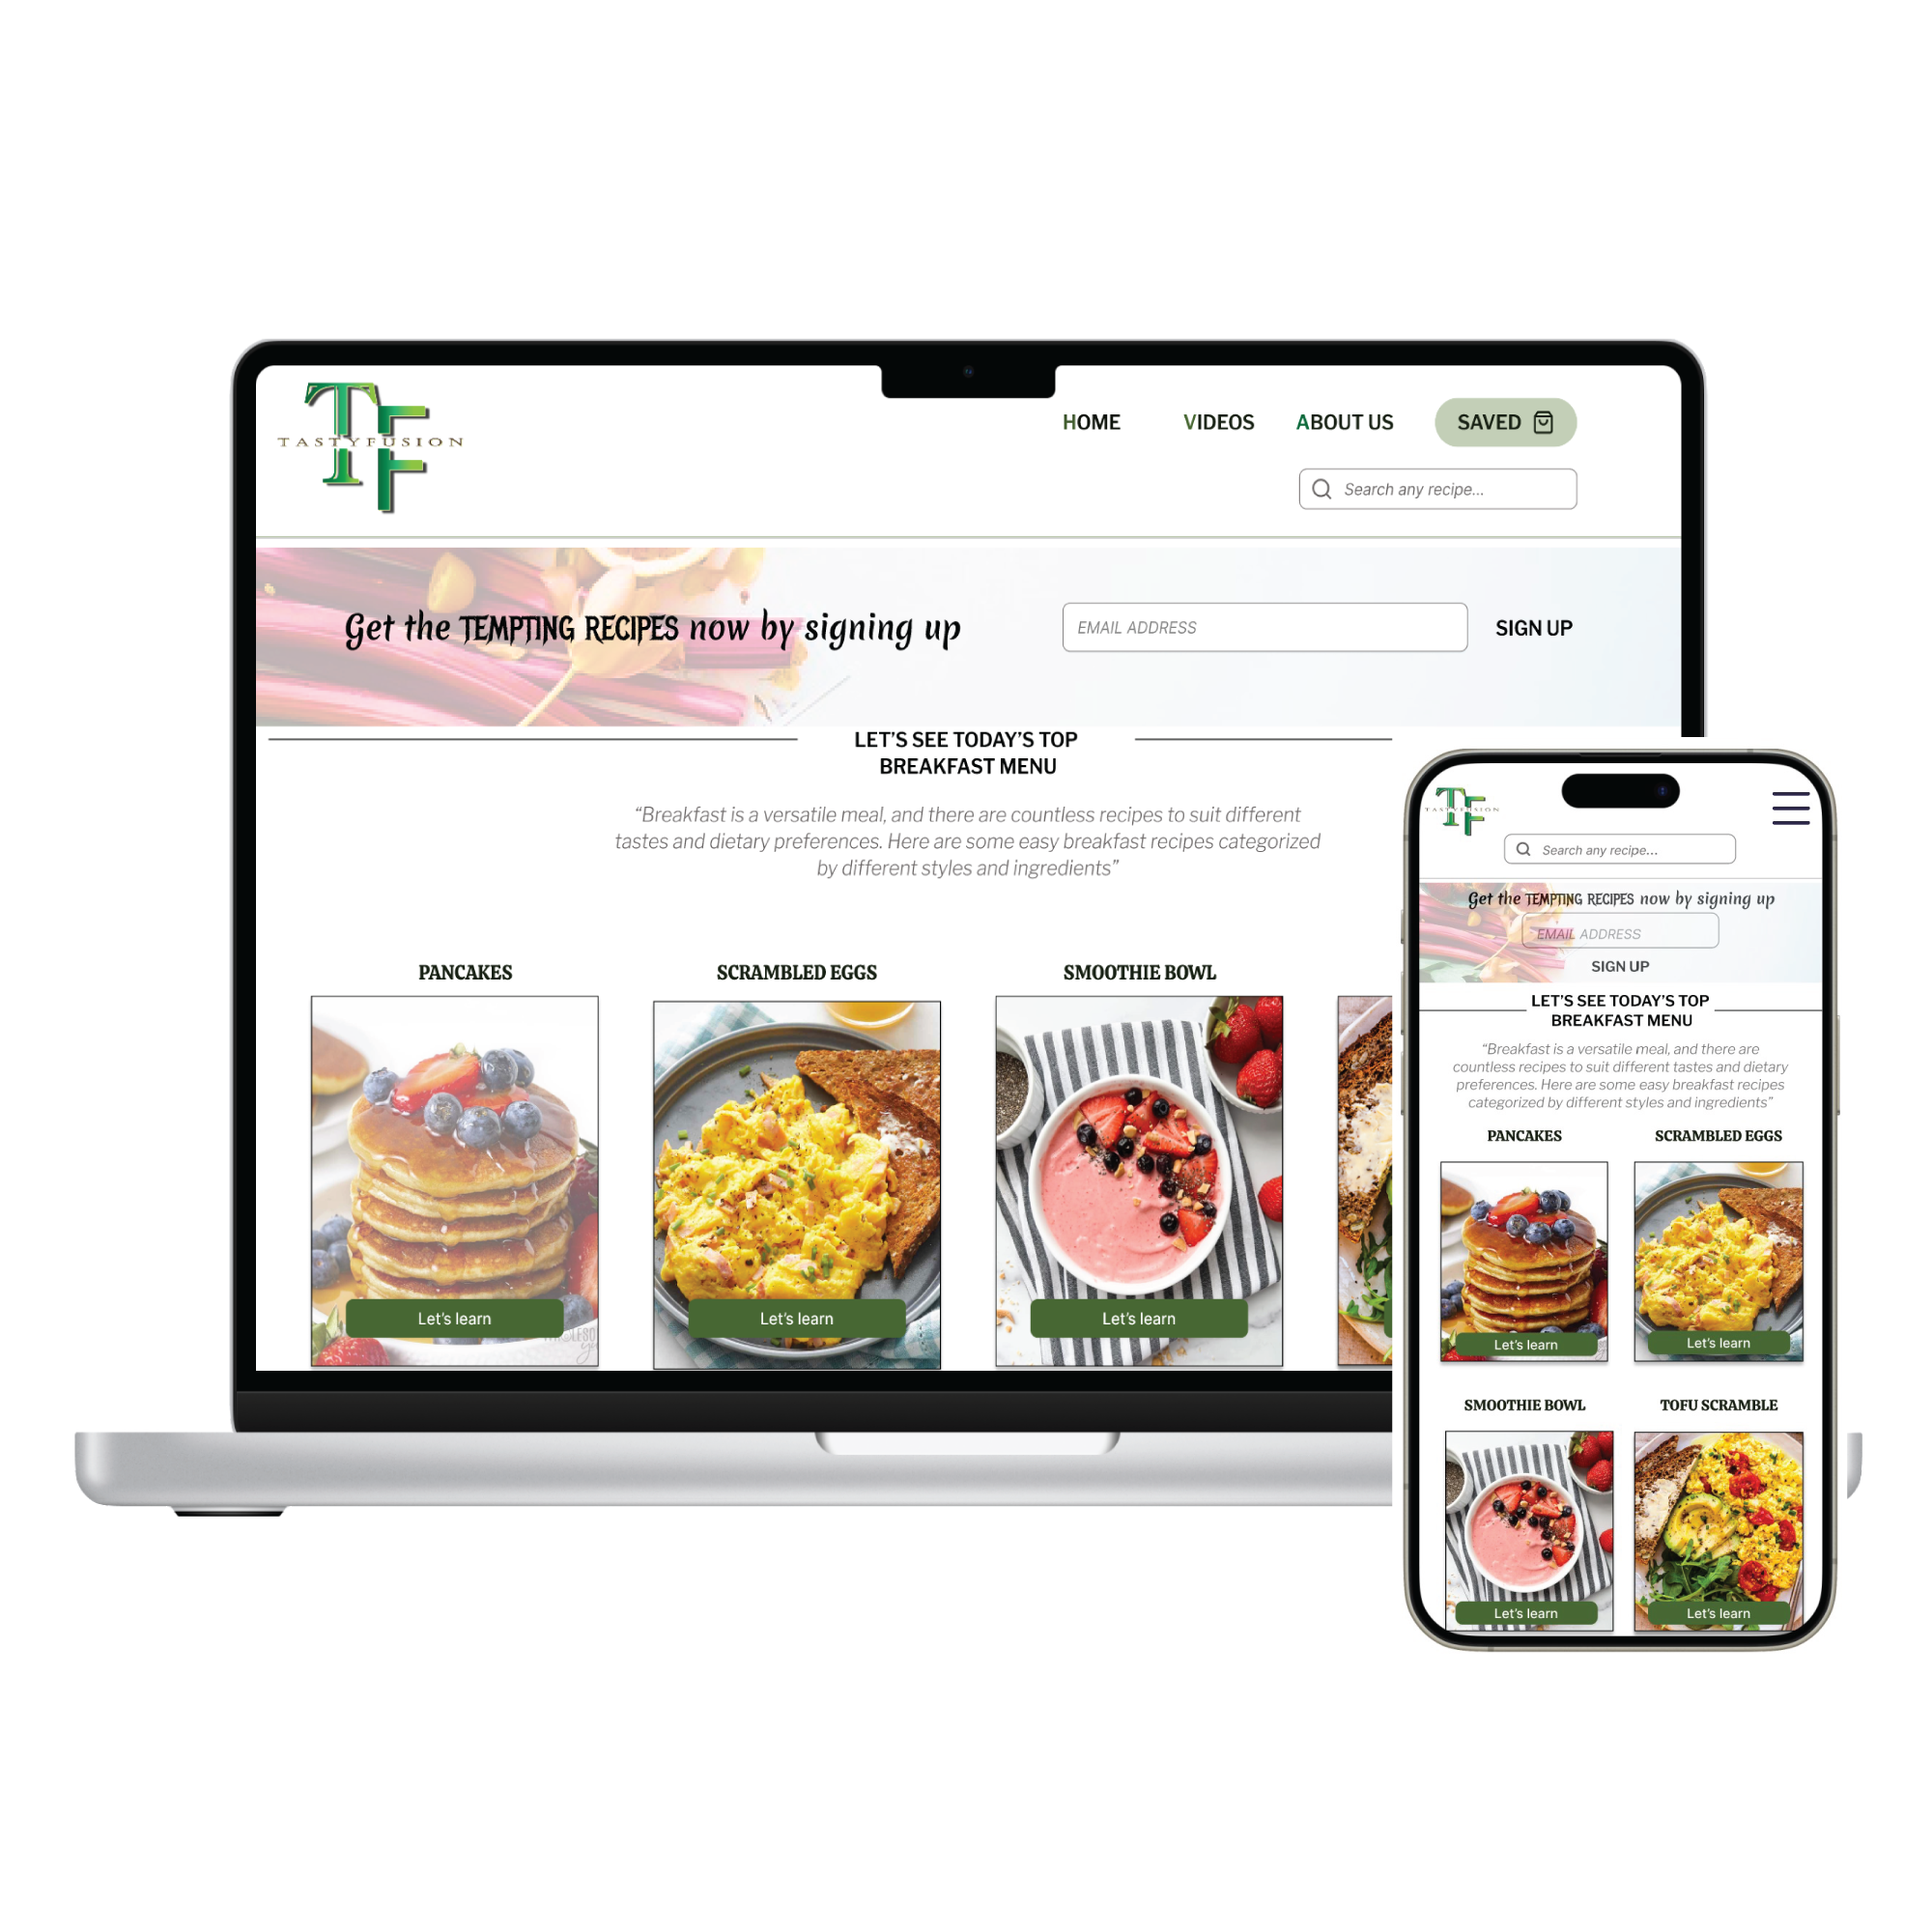 TF
TASTYFUSION
HOME VIDEOS ABOUT US SAVED
Search any recipe...
Get the TEMPTING RECIPES now by signing up
EMAIL ADDRESS
SIGN UP
LET’S SEE TODAY’S TOP
BREAKFAST MENU
“Breakfast is a versatile meal, and there are countless recipes to suit different
tastes and dietary preferences. Here are some easy breakfast recipes categorized
by different styles and ingredients”
PANCAKES SCRAMBLED EGGS SMOOTHIE BOWL
Let’s learn Let’s learn Let’s learn
TF
TASTYFUSION
Search any recipe...
Get the TEMPTING RECIPES now by signing up
EMAIL ADDRESS
SIGN UP
LET’S SEE TODAY’S TOP
BREAKFAST MENU
“Breakfast is a versatile meal, and there are
countless recipes to suit different tastes and dietary
preferences. Here are some easy breakfast recipes
categorized by different styles and ingredients”
PANCAKES SCRAMBLED EGGS
Let’s learn Let’s learn
SMOOTHIE BOWL TOFU SCRAMBLE
Let’s learn Let’s learn